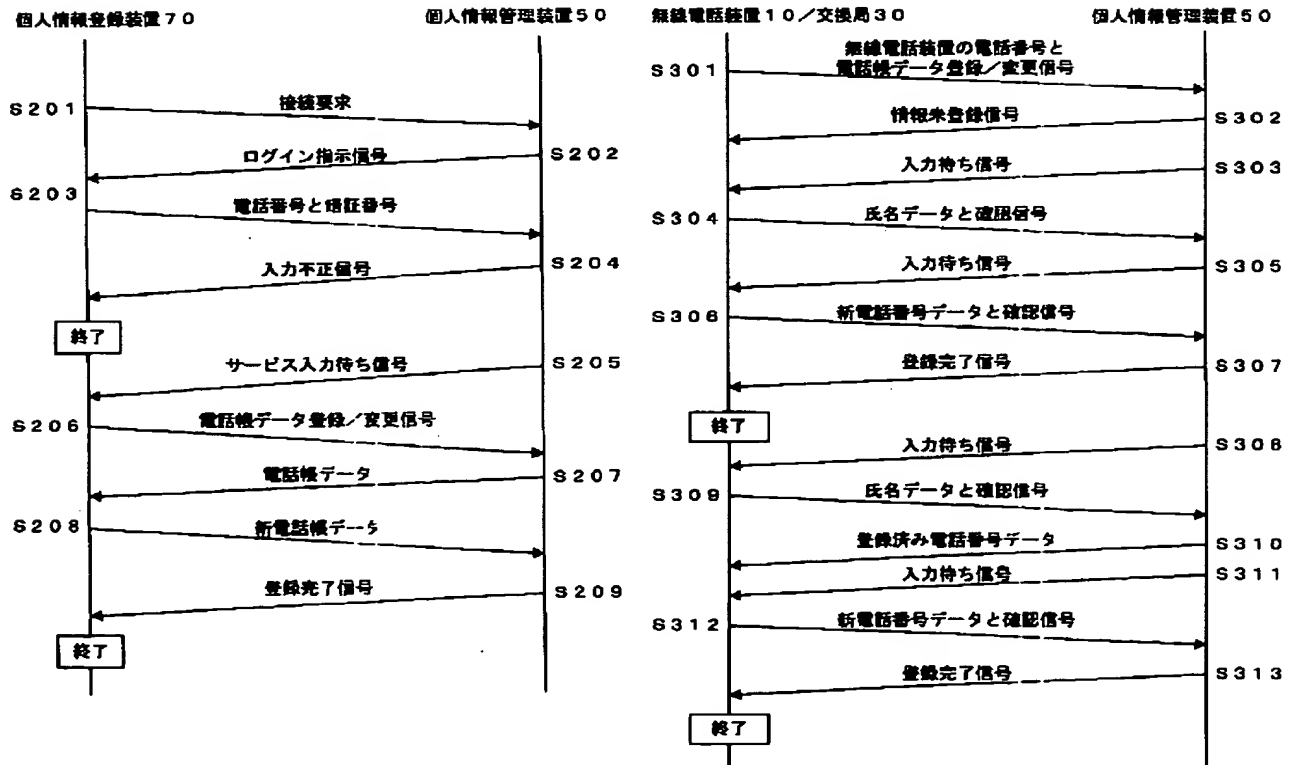 個人情報登録装置70
個人情報管理装置50
S201
接続要求
ログイン指示信号
S202
S203
電話番号と暗証番号
入力不正信号
S204
終了
サービス入力待ち信号
S205
S206
電話帳データ登録/変更信号
電話帳データ
S207
S208
新電話帳データ
登録完了信号
S209
終了
無線電話装置10/交換局30
個人情報管理装置50
無線電話装置の電話番号と
電話帳データ登録/変更信号
S301
情報未登録信号
S302
入力待ち信号
S303
S304
氏名データと確認信号
入力待ち信号
S305
S306
新電話番号データと確認信号
登録完了信号
S307
終了
入力待ち信号
S308
S309
氏名データと確認信号
登録済み電話番号データ
S310
入力待ち信号
S311
S312
新電話番号データと確認信号
登録完了信号
S313
終了